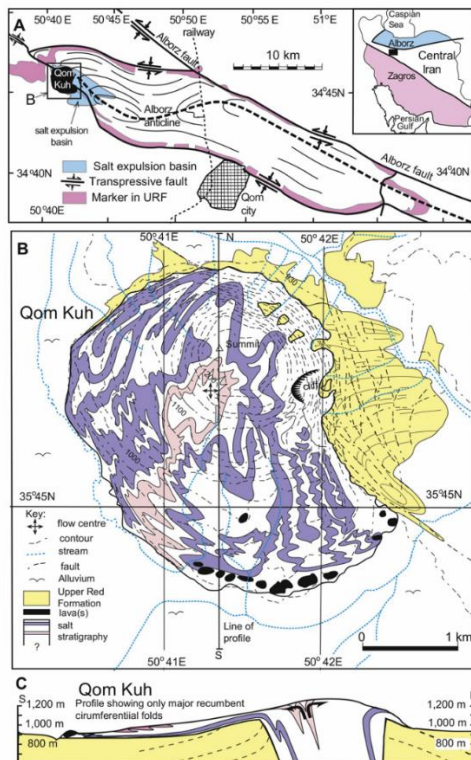 A
50°40'E
50°50'E
50°55'E
51°E
railway
Alborz fault
10 km
Caspian
Sea
Alborz
Central
Iran
Zagros
Persian
Gulf
Qom
Kuh
B
salt expulsion
basin
Alborz
anticline
34°45N
Salt expulsion basin
Transpressive fault
Marker in URF
34°40N
50°40'E
50°45'E
Qom
city
Alborz fault
34°40'N
B
50°41E
N
50°42E
Qom Kuh
Summit
cliff
1100
1000
35°45N
35°45N
Key:
flow centre
contour
stream
fault
Alluvium
Upper Red
Formation
lava(s)
salt
stratigraphy
?
Line of
profile
S
50°41E
50°42E
0
1 km
C
Qom Kuh
S
1,200 m
1,000 m
800 m
Profile showing only major recumbent
cirumferentiial folds
N
1,200 m
1,000 m
800 m